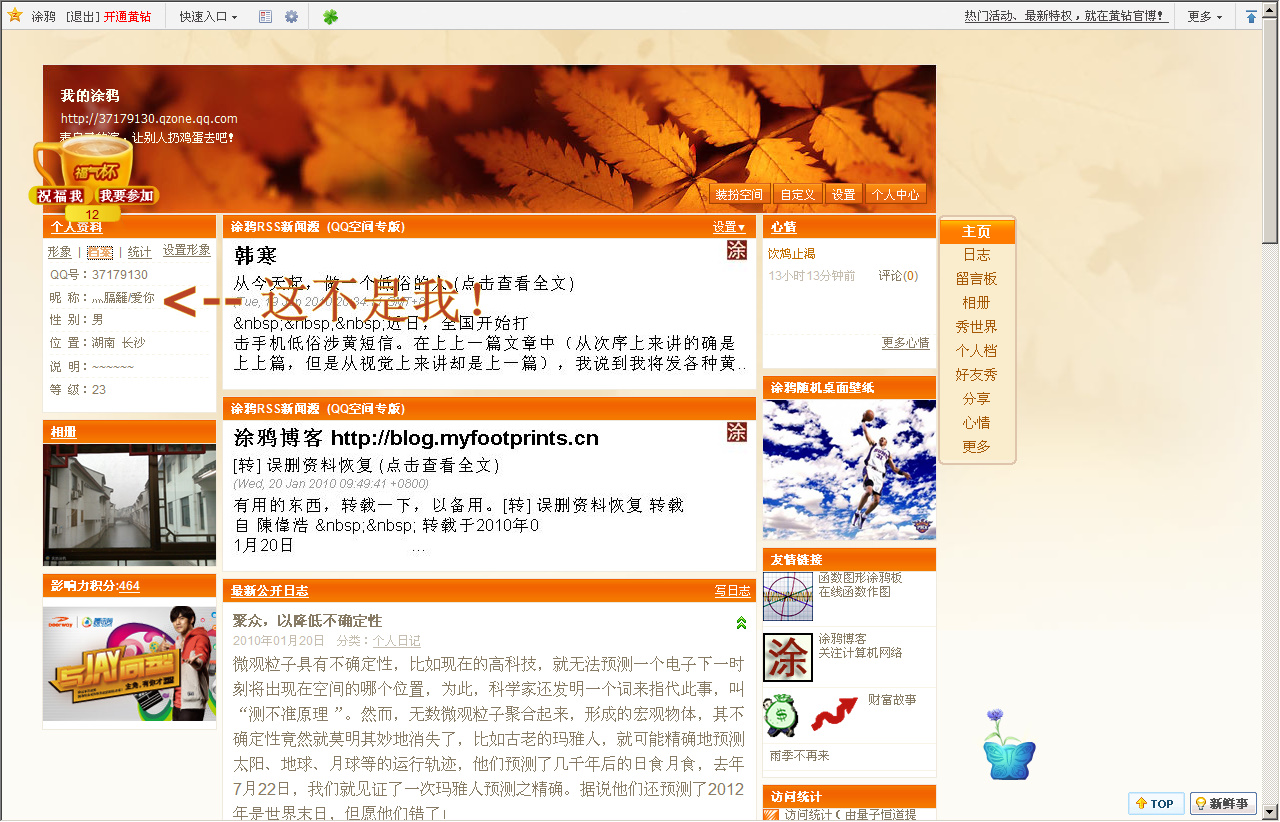 涂鸦 [退出] 开通黄钻 快速入口
热门活动、最新特权，就在黄钻官博！ 更多
我的涂鸦
http://37179130.qzone.qq.com
让别人扔鸡蛋去吧!
福气杯
祝福我 我要参加
12
装扮空间 自定义 设置 个人中心
个人资料
形象 | 档案 | 统计 设置形象
QQ号：37179130
昵 称： 隔籬/爱你
性 别：男
位 置：湖南 长沙
说 明：~~~~~~
等 级：23
<-- 这不是我！
相册
影响力积分:464
deerway 腾讯
与JAY同型
主角，有你才
涂鸦RSS新闻源 (QQ空间专版) 设置
韩寒
涂
从今天起，做一个低俗的人 (点击查看全文)
(Tue, 19 Jan 2010 20:34:
&nbsp;&nbsp;&nbsp;近日，全国开始打
击手机低俗涉黄短信。在上上一篇文章中（从次序上来讲的确是
上上篇，但是从视觉上来讲却是上一篇），我说到我将发各种黄..
涂鸦RSS新闻源 (QQ空间专版)
涂鸦博客 http://blog.myfootprints.cn
涂
[转] 误删资料恢复 (点击查看全文)
(Wed, 20 Jan 2010 09:49:41 +0800)
有用的东西，转载一下，以备用。[转] 误删资料恢复 转载
自 陳偉浩 &nbsp;&nbsp; 转载于2010年0
1月20日 ...
最新公开日志 写日志
聚众，以降低不确定性
2010年01月20日 分类：个人日记
微观粒子具有不确定性，比如现在的高科技，就无法预测一个电子下一时
刻将出现在空间的哪个位置，为此，科学家还发明一个词来指代此事，叫
“测不准原理 ”。然而，无数微观粒子聚合起来，形成的宏观物体，其不
确定性竟然就莫明其妙地消失了，比如古老的玛雅人，就可能精确地预测
太阳、地球、月球等的运行轨迹，他们预测了几千年后的日食月食，去年
7月22日，我们就见证了一次玛雅人预测之精确。据说他们还预测了2012
年是世界末日，但愿他们错了！
心情
饮鸩止渴
13小时13分钟前 评论(0)
更多心情
涂鸦随机桌面壁纸
友情链接
函数图形涂鸦板
在线函数作图
涂
涂鸦博客
关注计算机网络
财富故事
雨季不再来
访问统计
访问统计 ( 由量子恒道提
主页
日志
留言板
相册
秀世界
个人档
好友秀
分享
心情
更多
TOP 新鲜事